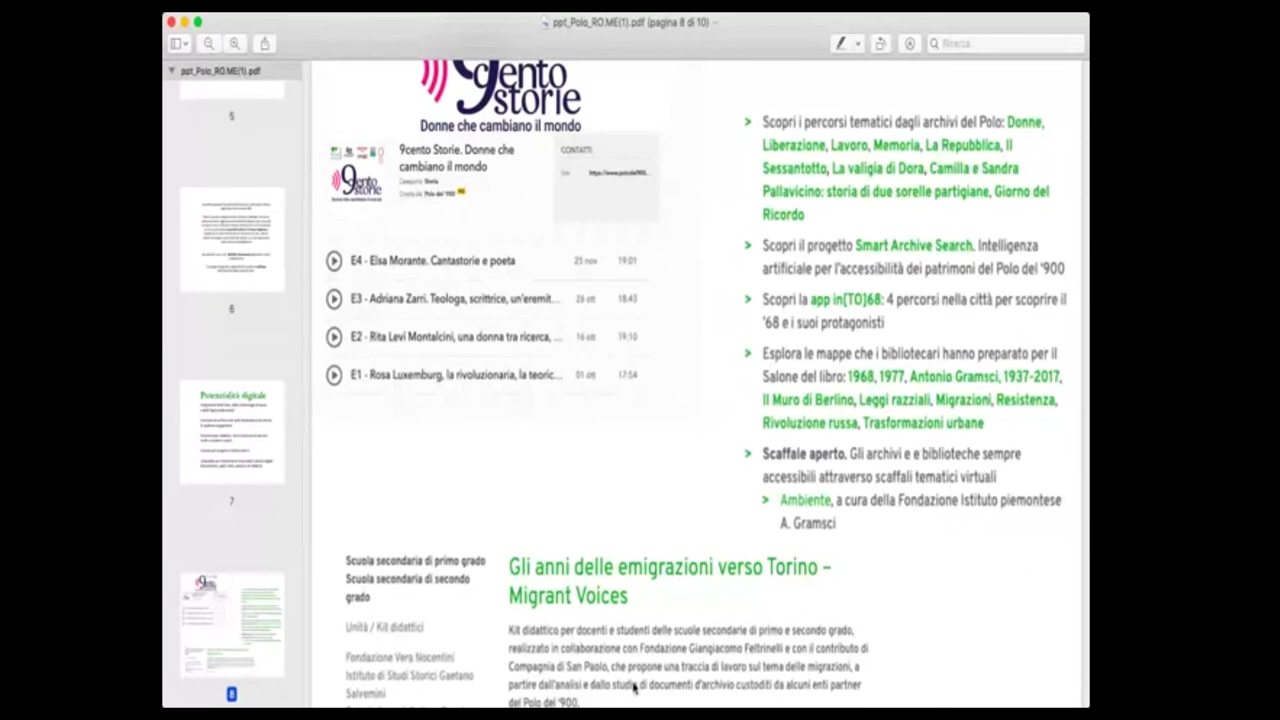 ppt_Polo_RO.ME(1).pdf (pagina 8 di 10)
Ricerca
ppt_Polo_RO.ME(1).pdf
5
6
Potenzialità digitale
7
8
9cento
storie
Donne che cambiano il mondo
9cento Storie. Donne che
cambiano il mondo
Categoria: Storia
Creato da: Polo del '900
CONTATTI
Sito https://www.polodel900...
E4 - Elsa Morante. Cantastorie e poeta 25 nov 19:01
E3 - Adriana Zarri. Teologa, scrittrice, un'eremit... 26 ott 18:43
E2 - Rita Levi Montalcini, una donna tra ricerca, ... 16 ott 19:10
E1 - Rosa Luxemburg, la rivoluzionaria, la teoric... 01 ott 17:54
> Scopri i percorsi tematici dagli archivi del Polo: Donne,
Liberazione, Lavoro, Memoria, La Repubblica, Il
Sessantotto, La valigia di Dora, Camilla e Sandra
Pallavicino: storia di due sorelle partigiane, Giorno del
Ricordo
> Scopri il progetto Smart Archive Search. Intelligenza
artificiale per l'accessibilità dei patrimoni del Polo del '900
> Scopri la app in[TO]68: 4 percorsi nella città per scoprire il
'68 e i suoi protagonisti
> Esplora le mappe che i bibliotecari hanno preparato per il
Salone del libro: 1968, 1977, Antonio Gramsci, 1937-2017,
Il Muro di Berlino, Leggi razziali, Migrazioni, Resistenza,
Rivoluzione russa, Trasformazioni urbane
> Scaffale aperto. Gli archivi e e biblioteche sempre
accessibili attraverso scaffali tematici virtuali
> Ambiente, a cura della Fondazione Istituto piemontese
A. Gramsci
Scuola secondaria di primo grado
Scuola secondaria di secondo
grado
Unità / Kit didattici
Fondazione Vera Nocentini
Istituto di Studi Storici Gaetano
Salvemini
Gli anni delle emigrazioni verso Torino –
Migrant Voices
Kit didattico per docenti e studenti delle scuole secondarie di primo e secondo grado,
realizzato in collaborazione con Fondazione Giangiacomo Feltrinelli e con il contributo di
Compagnia di San Paolo, che propone una traccia di lavoro sul tema delle migrazioni, a
partire dall'analisi e dallo studio di documenti d'archivio custoditi da alcuni enti partner
del Polo del '900.